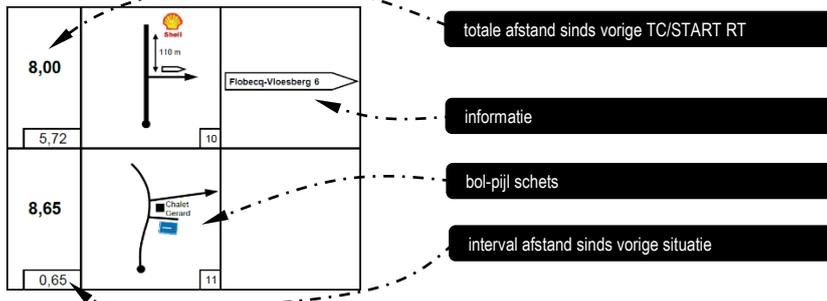 totale afstand sinds vorige TC/START RT
Shell
110 m
8,00
Flobecq-Vloesberg 6
informatie
5,72
10
bol-pijl schets
8,65
Chalet
Gerard
interval afstand sinds vorige situatie
0,65
11